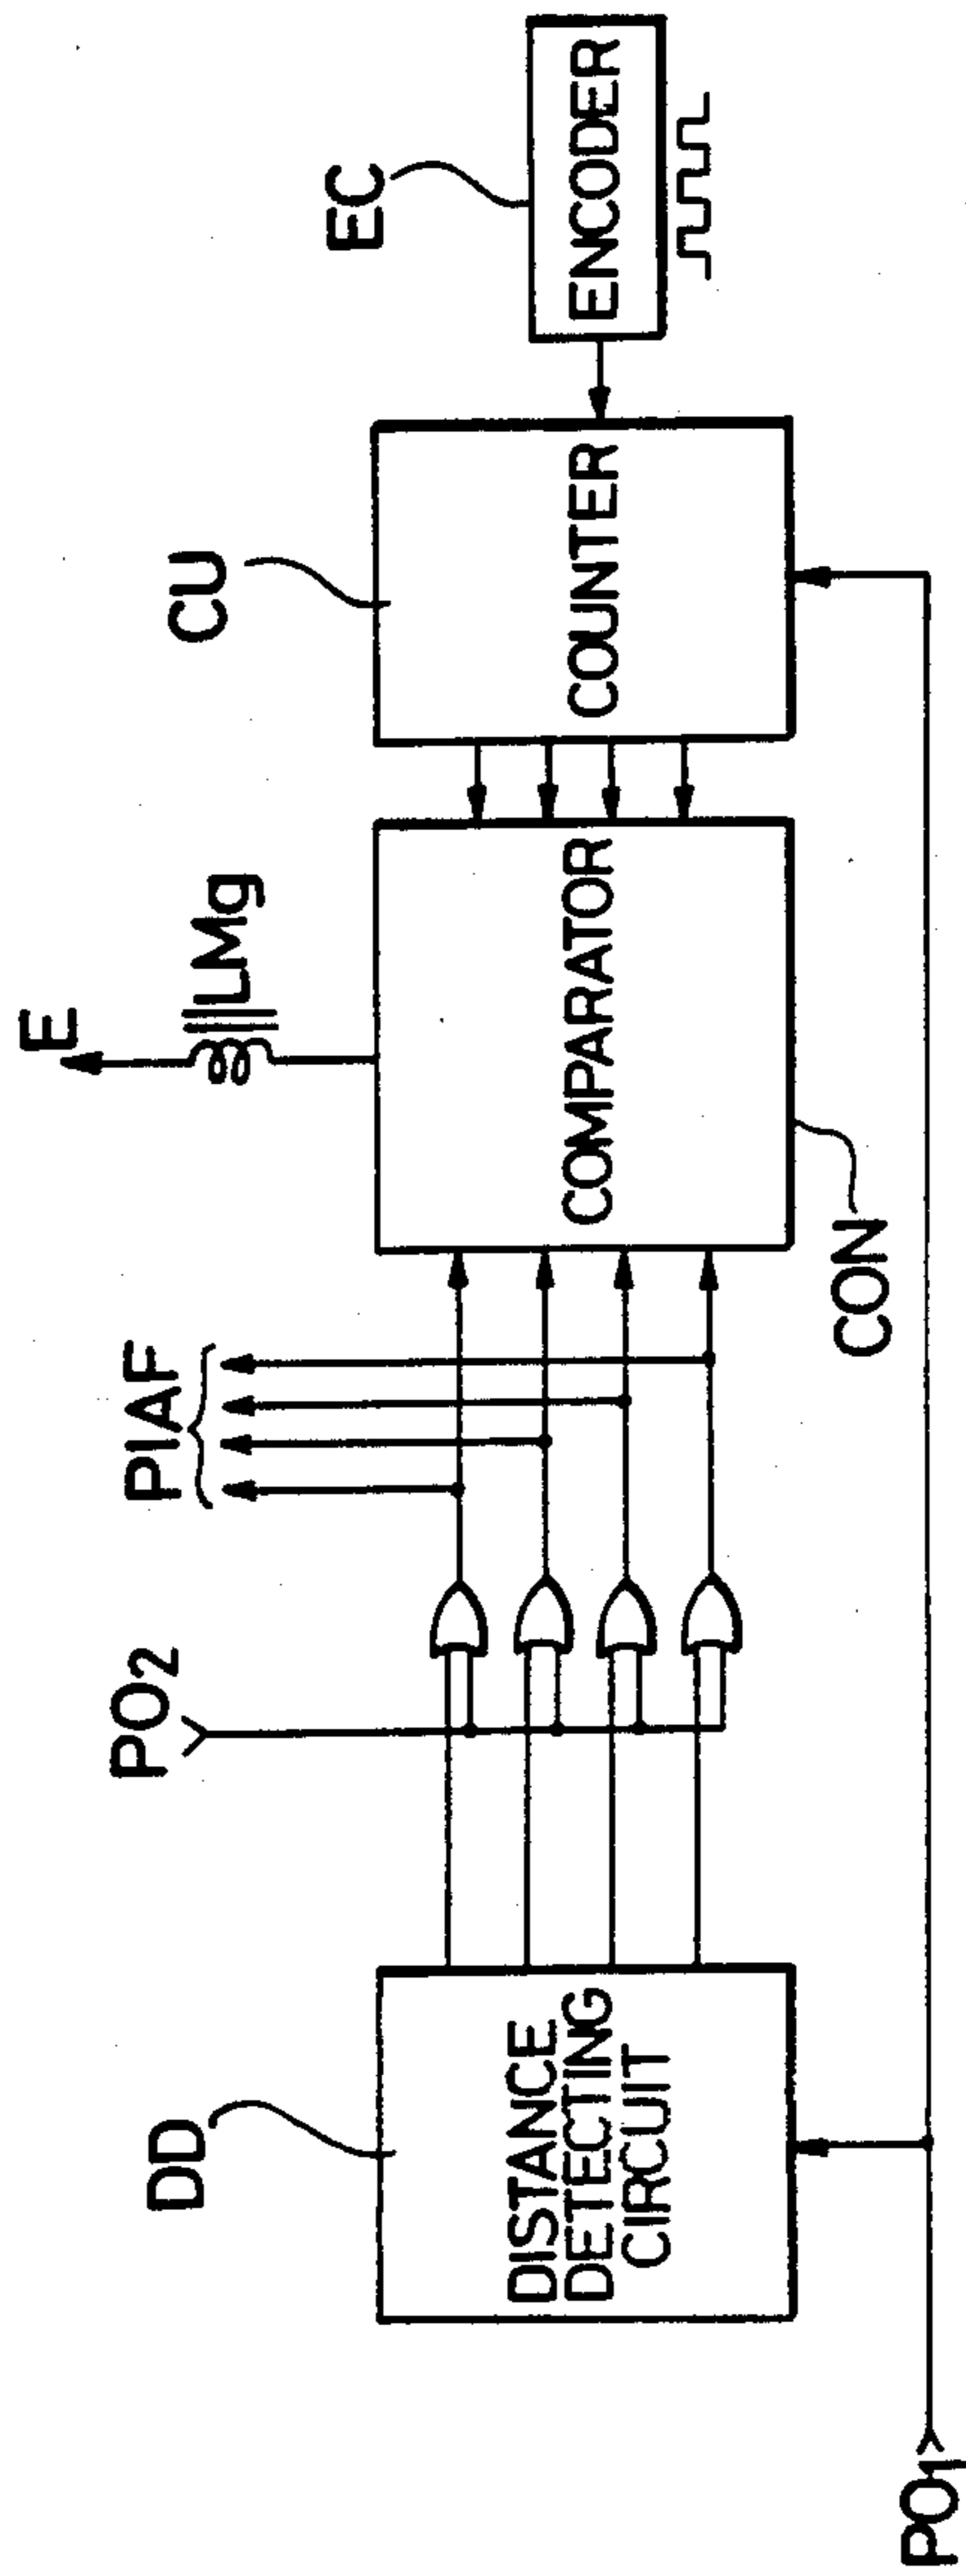 E
LMg
EC
CU
PIAF
PO2
DD
ENCODER
COUNTER
COMPARATOR
DISTANCE
DETECTING
CIRCUIT
CON
PO1